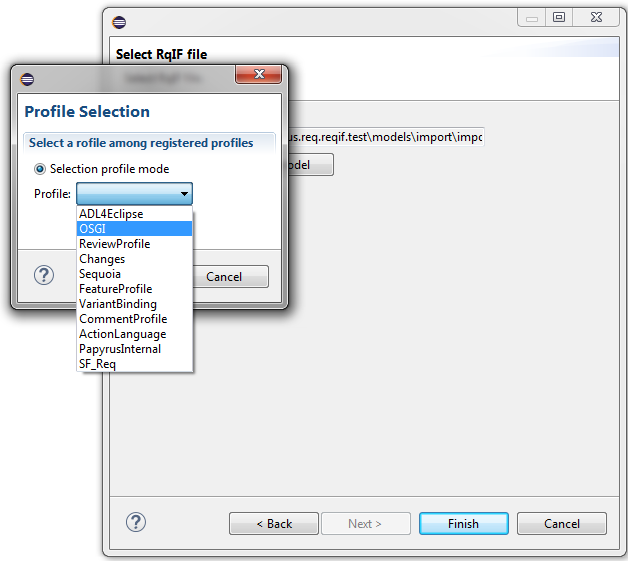 Select RqIF file
Profile Selection
Select a rofile among registered profiles
Selection profile mode
Profile:
ADL4Eclipse
OSGI
ReviewProfile
Changes
Sequoia
FeatureProfile
VariantBinding
CommentProfile
ActionLanguage
PapyrusInternal
SF_Req
Cancel
us.req.reqif.test\models\import\impo
odel
< Back
Next >
Finish
Cancel